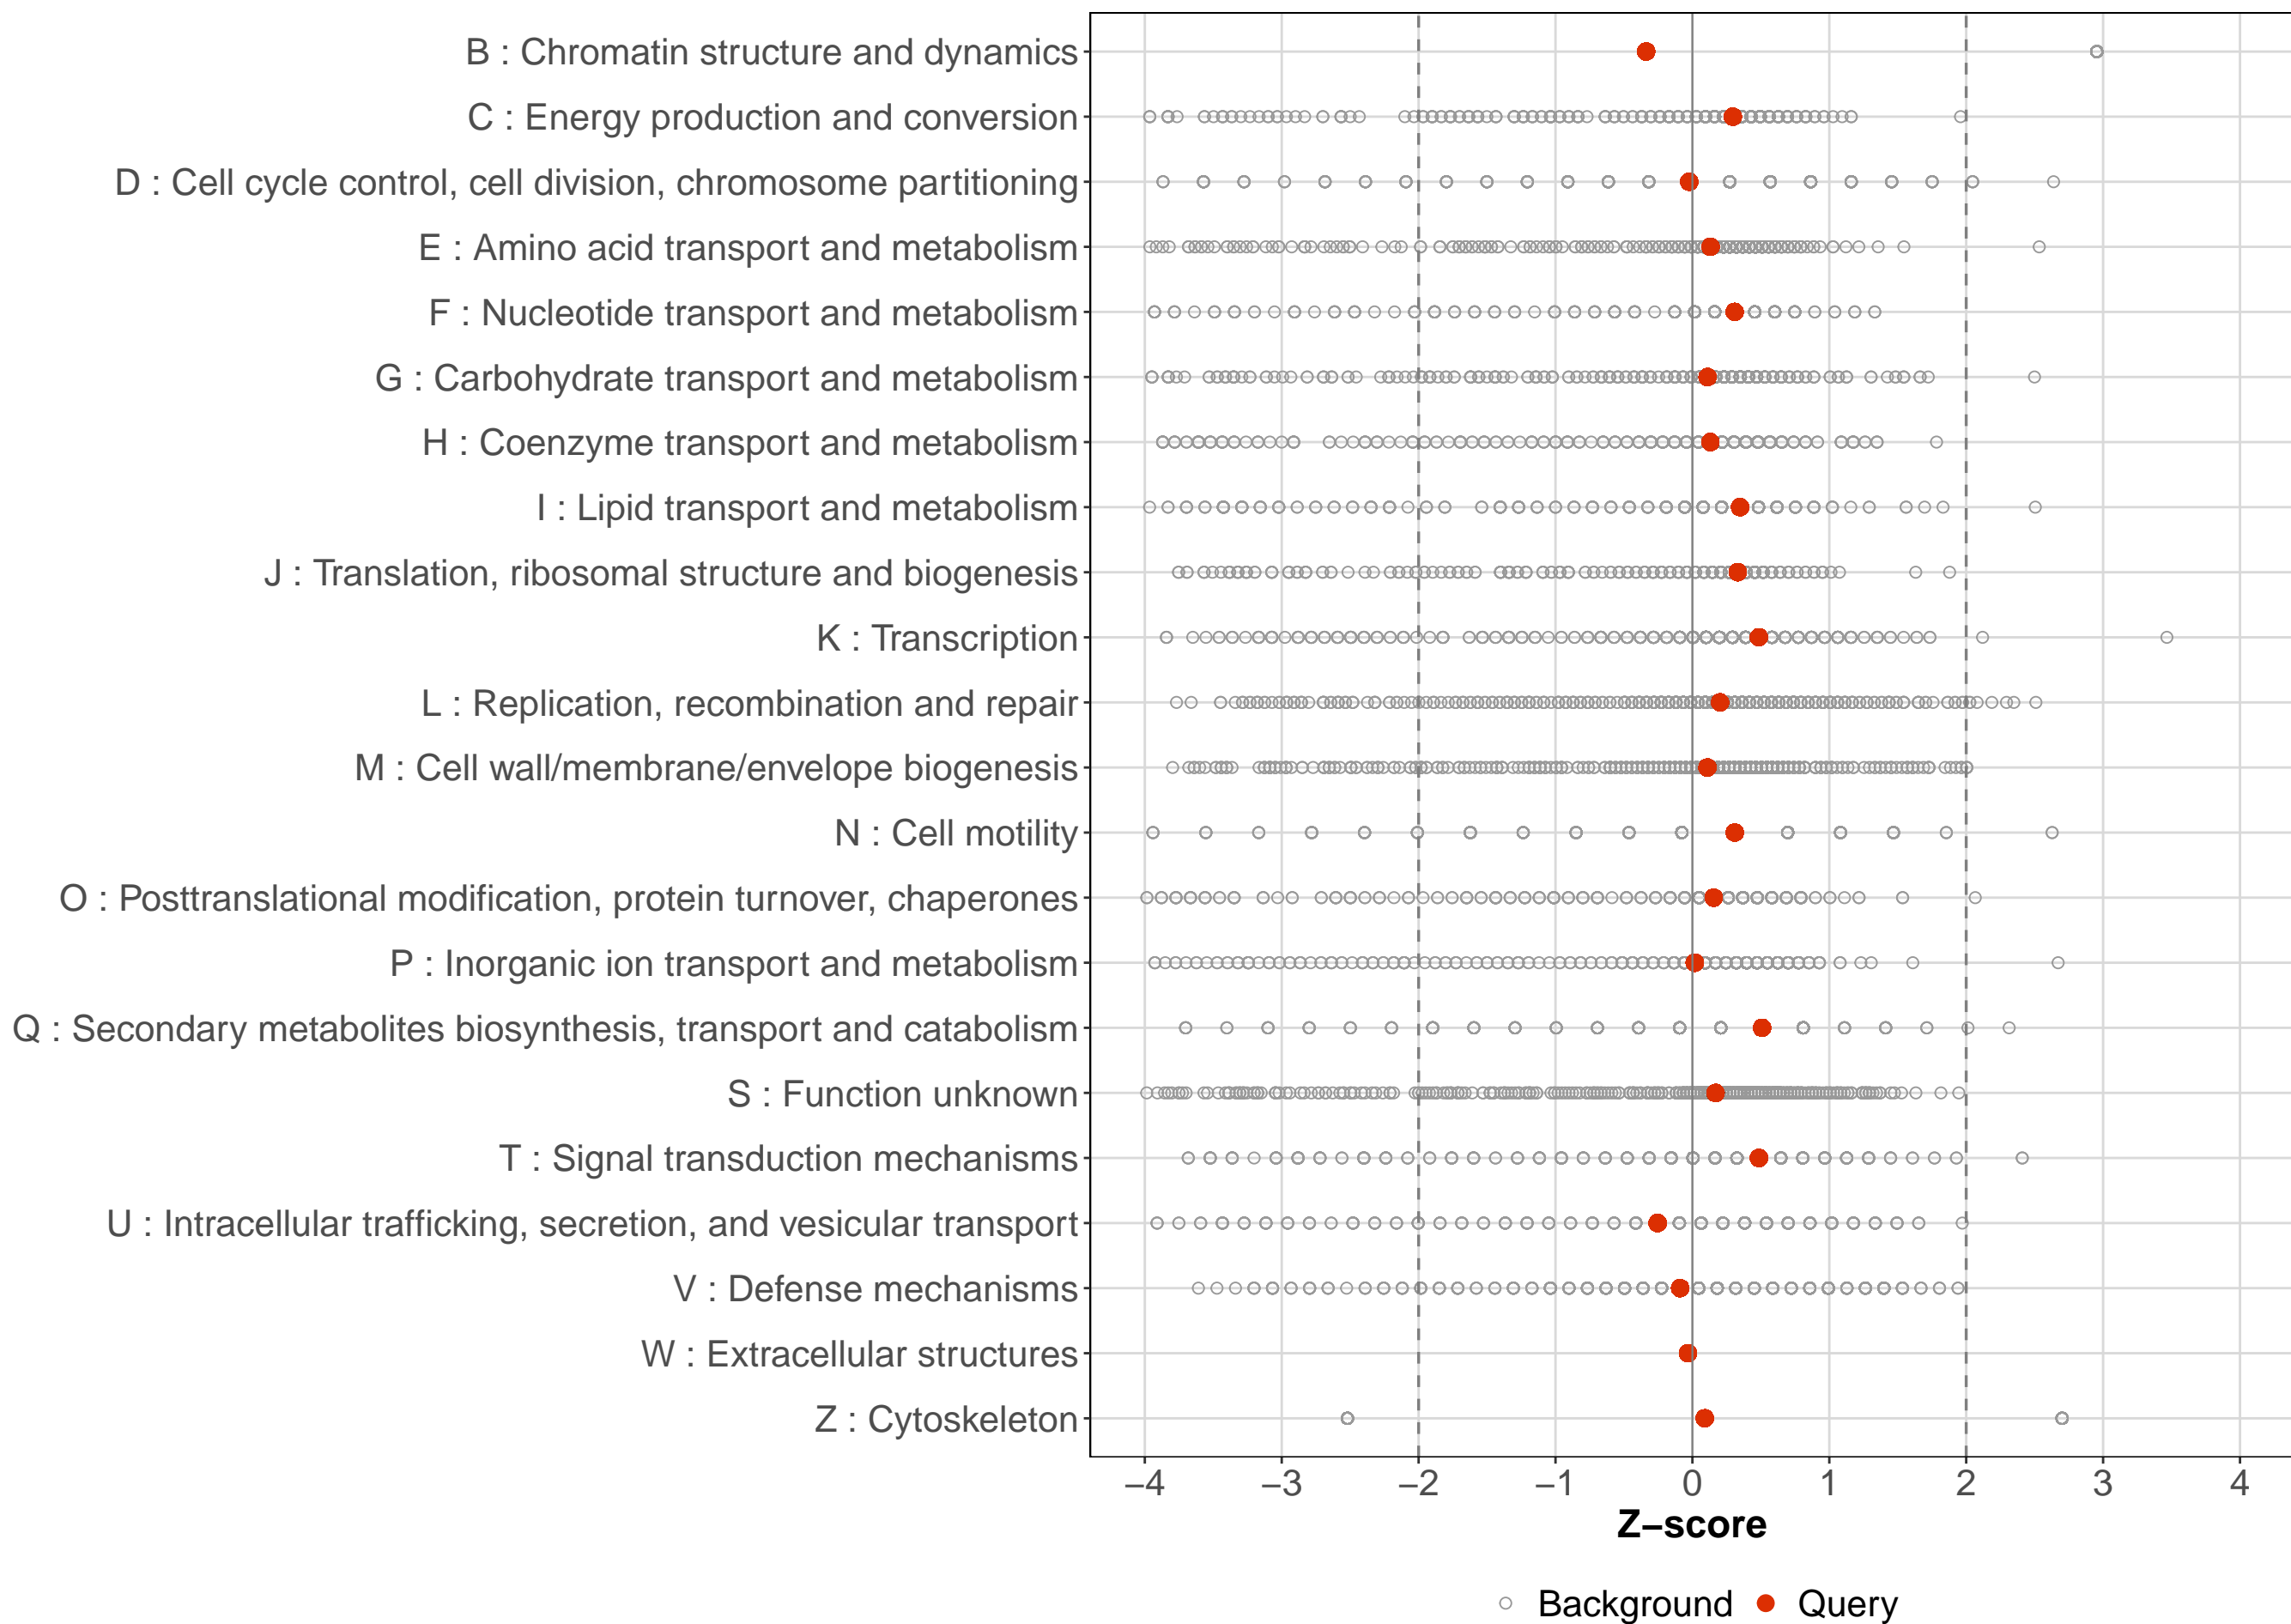 B : Chromatin structure and dynamics
C : Energy production and conversion
D : Cell cycle control, cell division, chromosome partitioning
E : Amino acid transport and metabolism
F : Nucleotide transport and metabolism
G : Carbohydrate transport and metabolism
H : Coenzyme transport and metabolism
I : Lipid transport and metabolism
J : Translation, ribosomal structure and biogenesis
K : Transcription
L : Replication, recombination and repair
M : Cell wall/membrane/envelope biogenesis
N : Cell motility
O : Posttranslational modification, protein turnover, chaperones
P : Inorganic ion transport and metabolism
Q : Secondary metabolites biosynthesis, transport and catabolism
S : Function unknown
T : Signal transduction mechanisms
U : Intracellular trafficking, secretion, and vesicular transport
V : Defense mechanisms
W : Extracellular structures
Z : Cytoskeleton
−4 −3 −2 −1 0 1 2 3 4
Z−score
Background Query